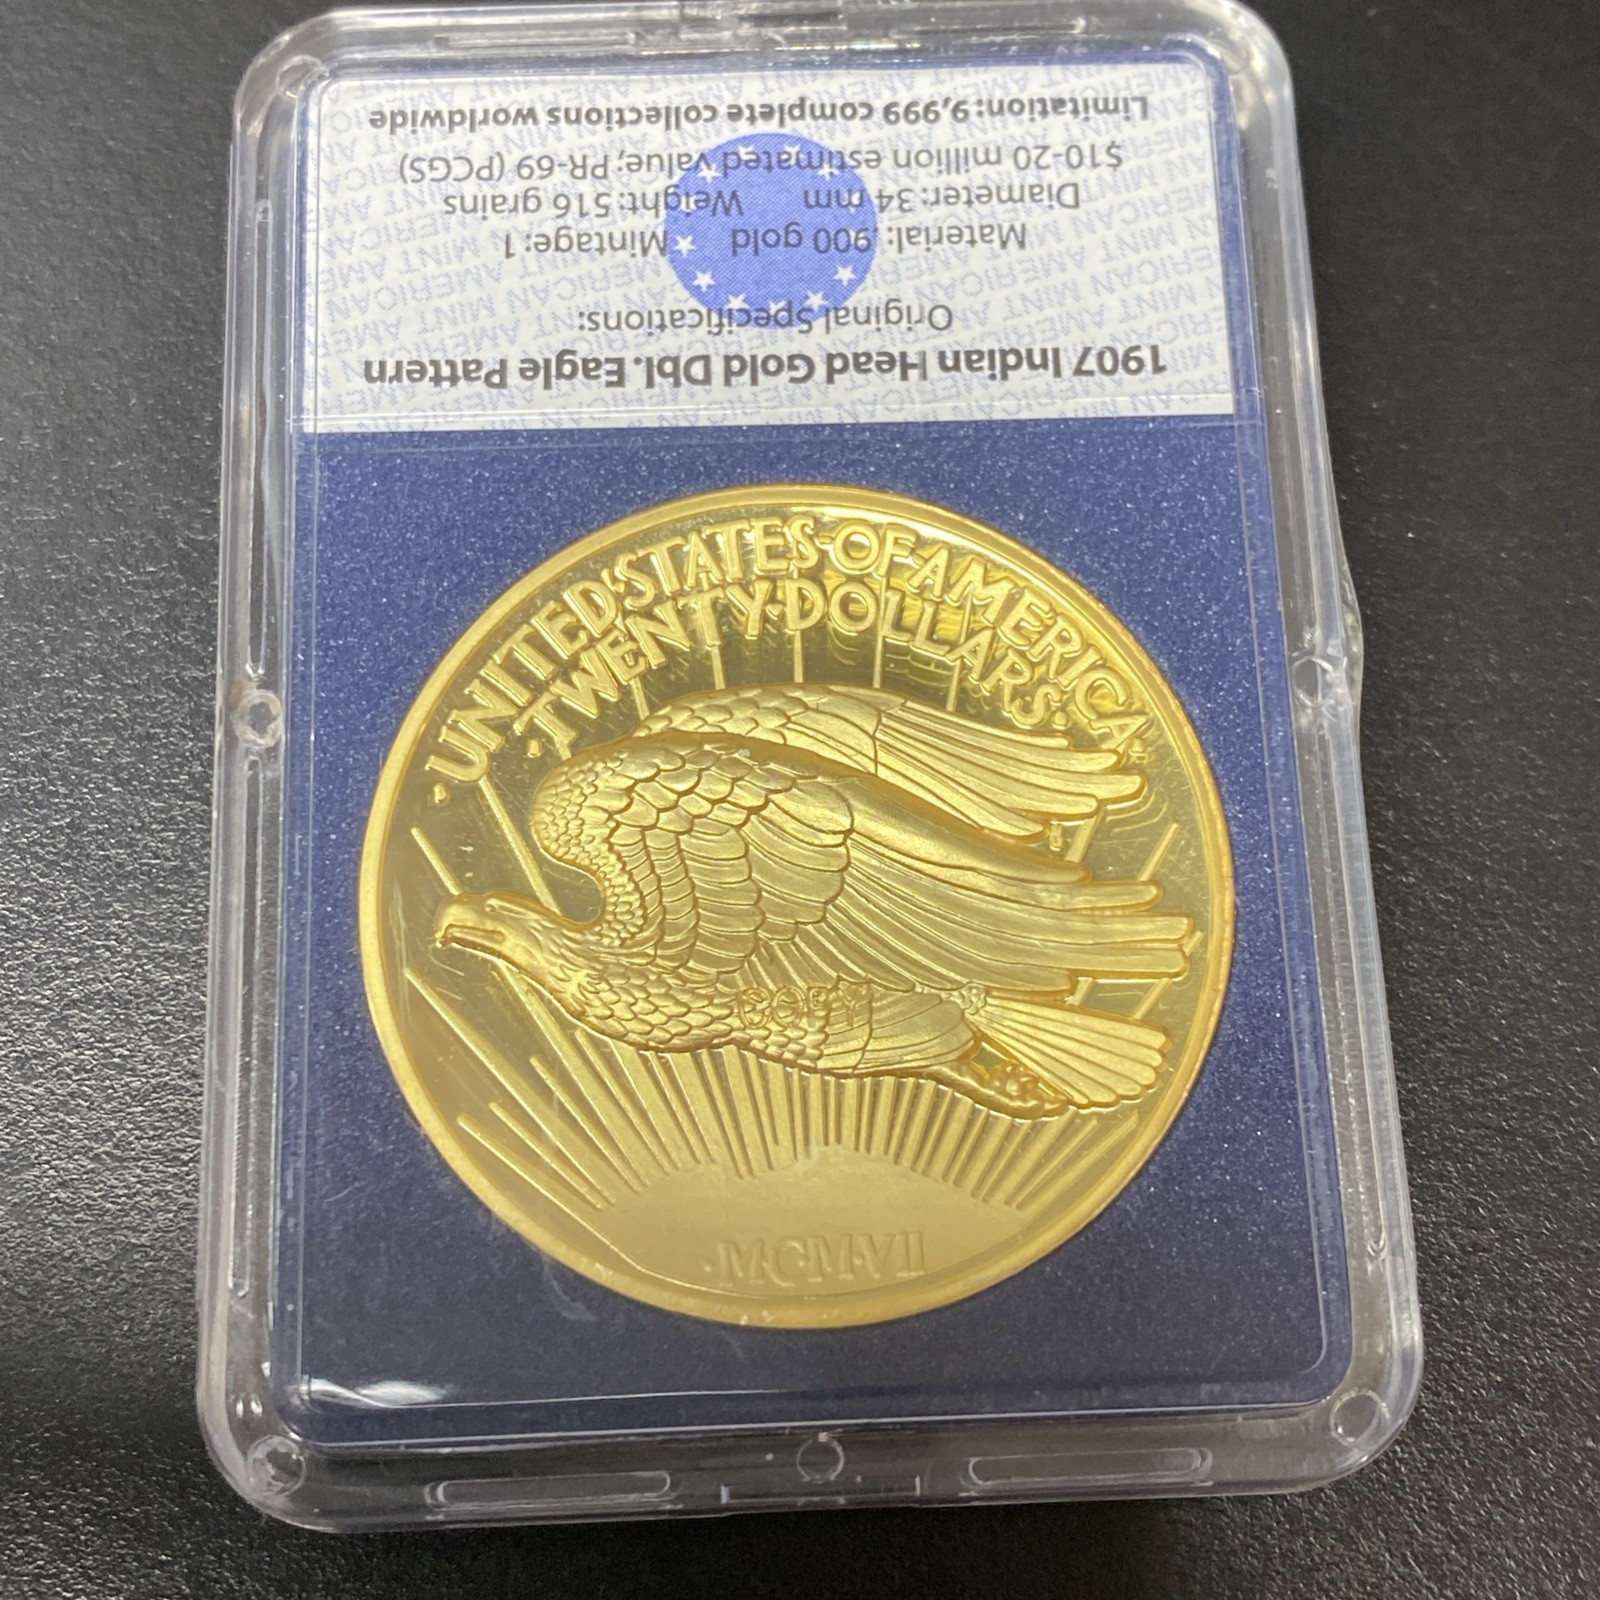 1907 Indian Head Gold Dbl. Eagle Pattern
Original Specifications:
Material: 900 gold Mintage: 1
Diameter: 34 mm Weight: 516 grains
$10-20 million estimated value; PR-69 (PCGS)
Limitation: 9,999 complete collections worldwide
·UNITED·STATES·OF·AMERICA·
·TWENTY·DOLLARS·
COPY
·M·C·M·VII